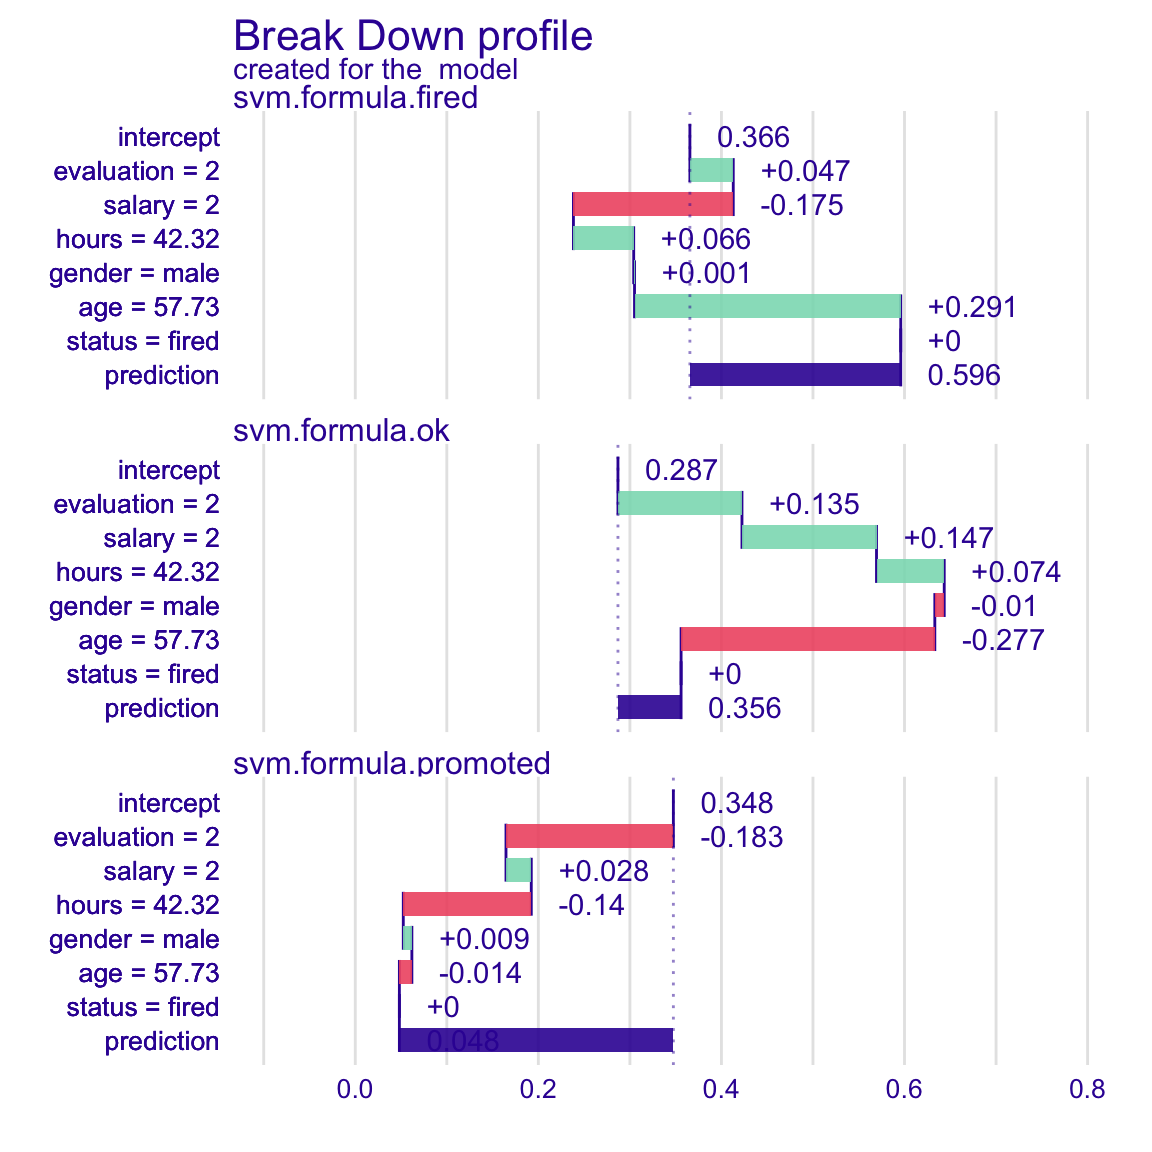 Break Down profile
created for the  model
svm.formula.fired
intercept 0.366
evaluation = 2 +0.047
salary = 2 -0.175
hours = 42.32 +0.066
gender = male +0.001
age = 57.73 +0.291
status = fired +0
prediction 0.596
svm.formula.ok
intercept 0.287
evaluation = 2 +0.135
salary = 2 +0.147
hours = 42.32 +0.074
gender = male -0.01
age = 57.73 -0.277
status = fired +0
prediction 0.356
svm.formula.promoted
intercept 0.348
evaluation = 2 -0.183
salary = 2 +0.028
hours = 42.32 -0.14
gender = male +0.009
age = 57.73 -0.014
status = fired +0
prediction 0.048
0.0 0.2 0.4 0.6 0.8